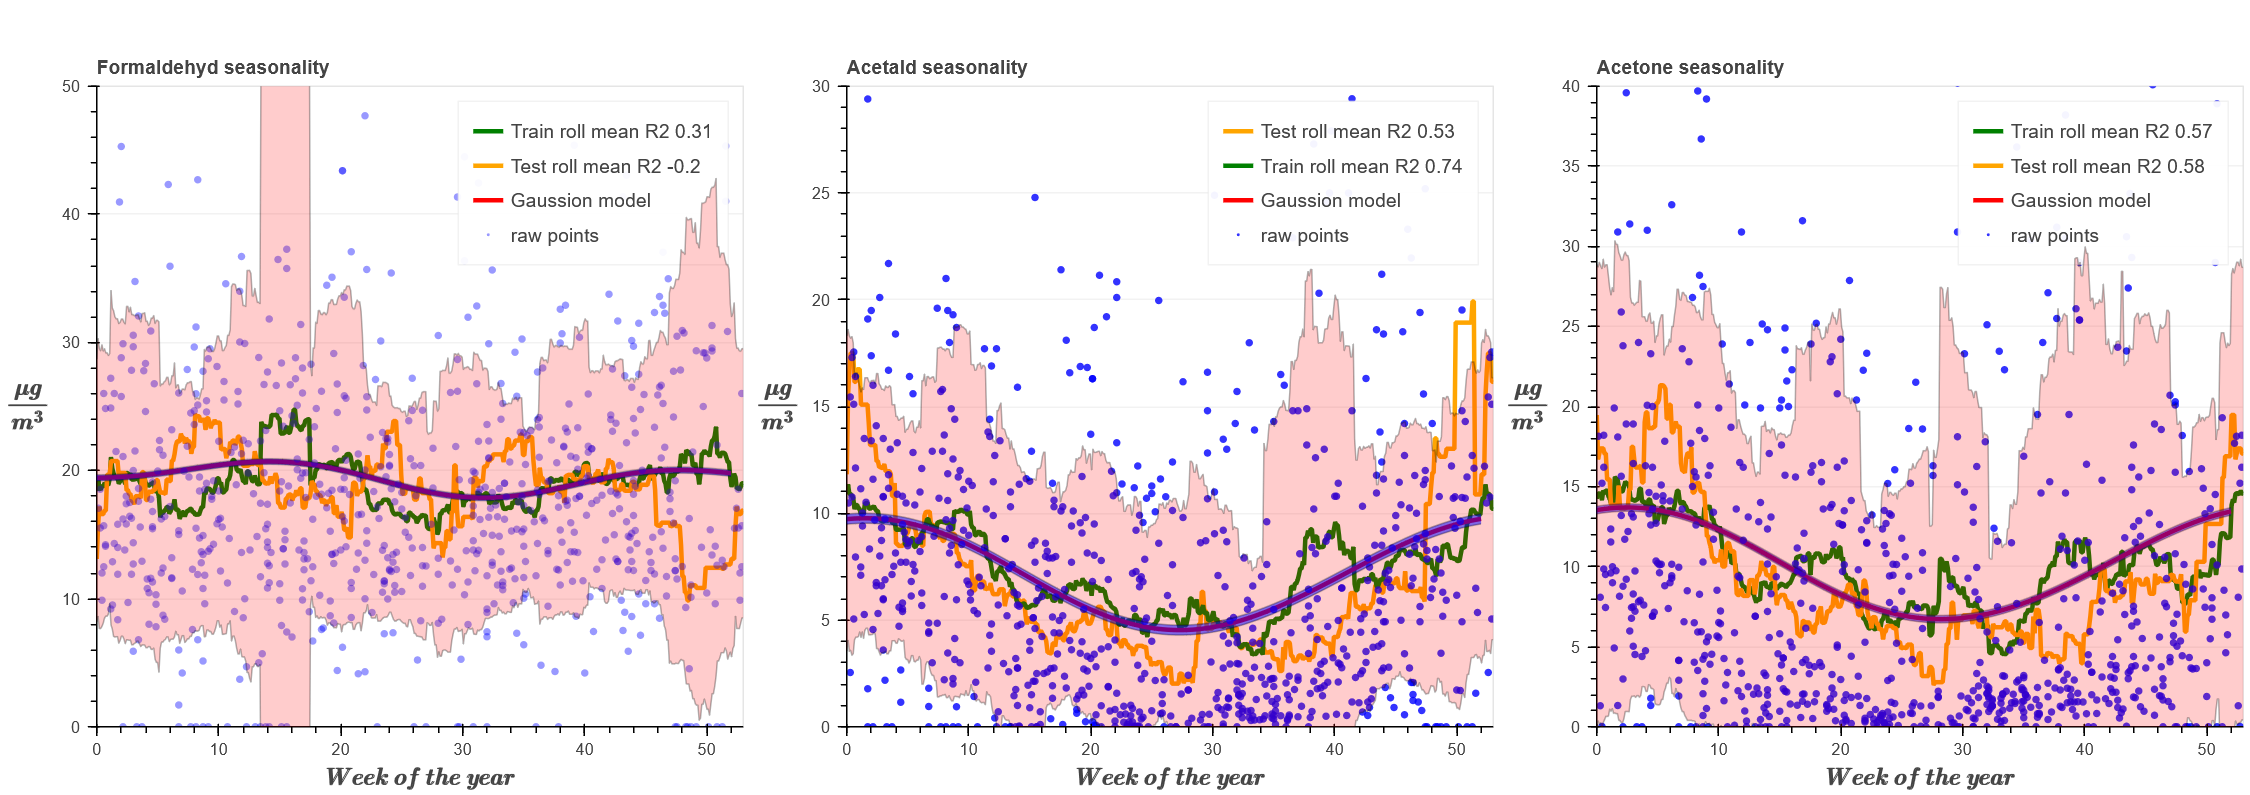 Formaldehyd seasonality
50
40
30
20
10
0
μg
m³
0 10 20 30 40 50
Week of the year
Train roll mean R2 0.31
Test roll mean R2 -0.2
Gaussion model
raw points
Acetald seasonality
30
25
20
15
10
5
0
μg
m³
0 10 20 30 40 50
Week of the year
Test roll mean R2 0.53
Train roll mean R2 0.74
Gaussion model
raw points
Acetone seasonality
40
35
30
25
20
15
10
5
0
μg
m³
0 10 20 30 40 50
Week of the year
Train roll mean R2 0.57
Test roll mean R2 0.58
Gaussion model
raw points